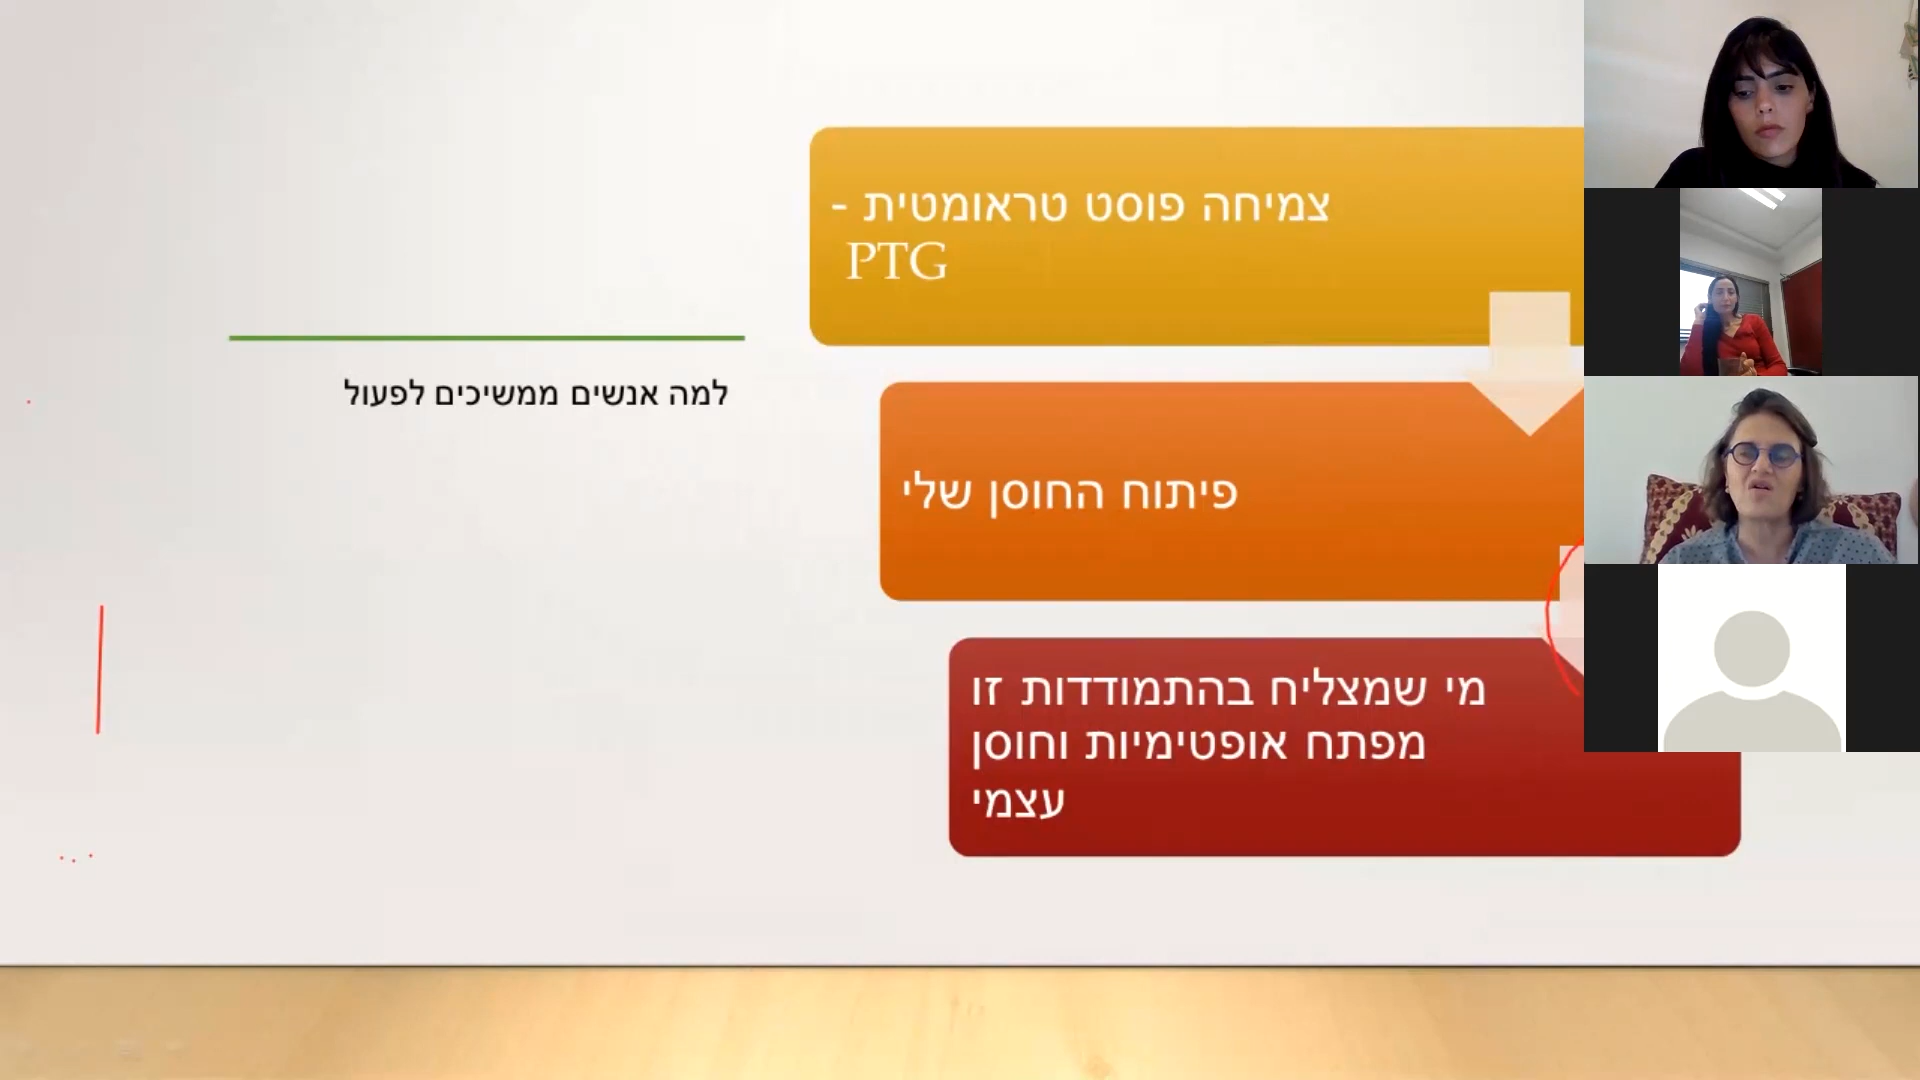 צמיחה פוסט טראומטית -
PTG
למה אנשים ממשיכים לפעול
פיתוח החוסן שלי
מי שמצליח בהתמודדות זו
מפתח אופטימיות וחוסן
עצמי